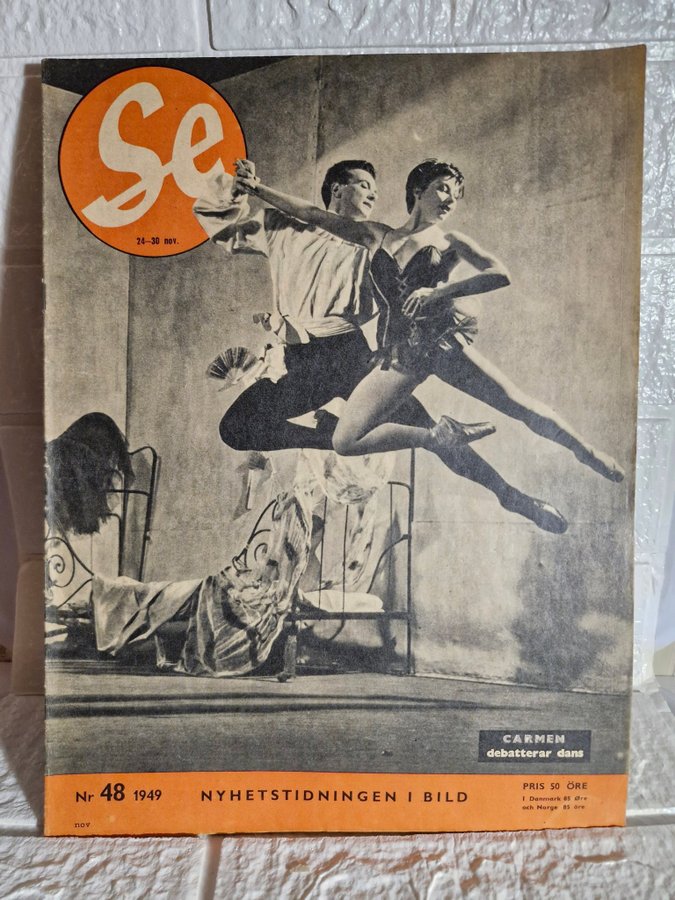 Se
24—30 nov.
CARMEN
debatterar dans
Nr 48 1949
NYHETSTIDNINGEN I BILD
PRIS 50 ÖRE
I Danmark 85 Øre
och Norge 85 öre
nov